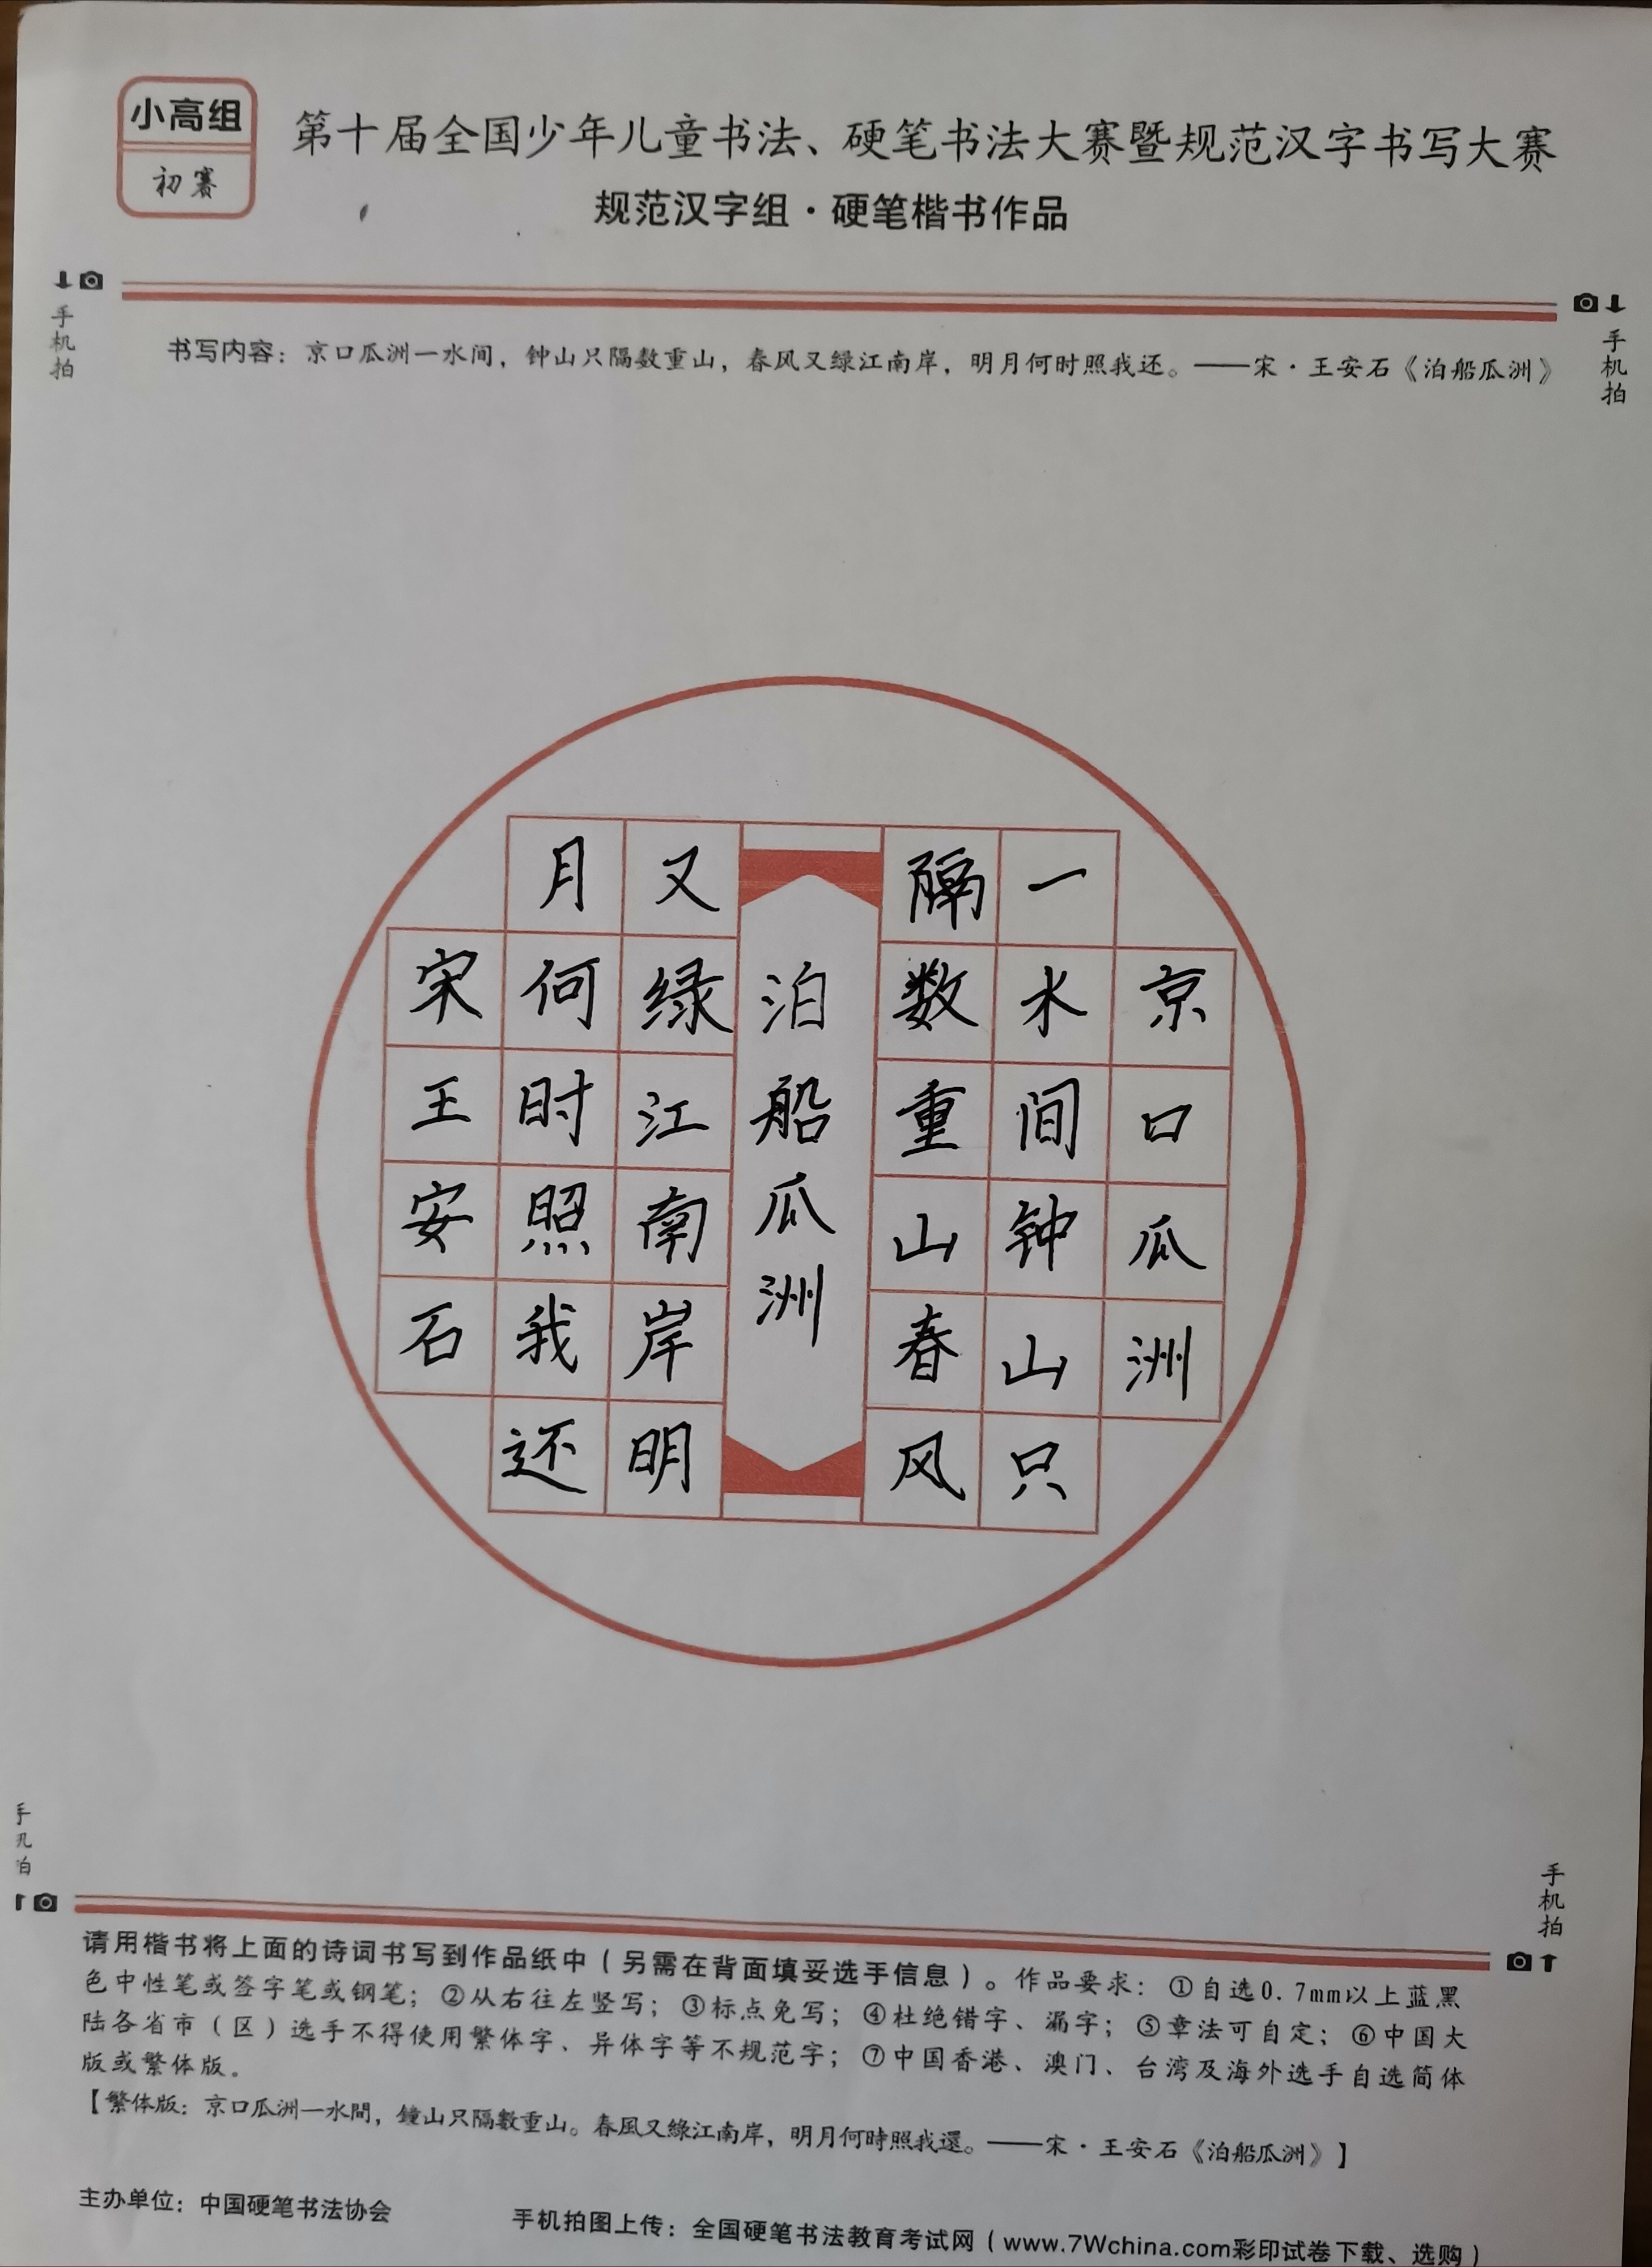 小高组
初赛
第十届全国少年儿童书法、硬笔书法大赛暨规范汉字书写大赛
规范汉字组·硬笔楷书作品
手机拍
手机拍
书写内容：京口瓜洲一水间，钟山只隔数重山，春风又绿江南岸，明月何时照我还。——宋·王安石《泊船瓜洲》
京口瓜洲
一水间钟山只
隔数重山春风
泊船瓜洲
又绿江南岸明
月何时照我还
宋王安石
手机拍
手机拍
请用楷书将上面的诗词书写到作品纸中（另需在背面填妥选手信息）。作品要求：①自选0.7mm以上蓝黑
色中性笔或签字笔或钢笔；②从右往左竖写；③标点免写；④杜绝错字、漏字；⑤章法可自定；⑥中国大
陆各省市（区）选手不得使用繁体字、异体字等不规范字；⑦中国香港、澳门、台湾及海外选手自选简体
版或繁体版。
【繁体版：京口瓜洲一水間，鐘山只隔數重山。春風又綠江南岸，明月何時照我還。——宋·王安石《泊船瓜洲》】
主办单位：中国硬笔书法协会
手机拍图上传：全国硬笔书法教育考试网（www.7Wchina.com彩印试卷下载、选购）